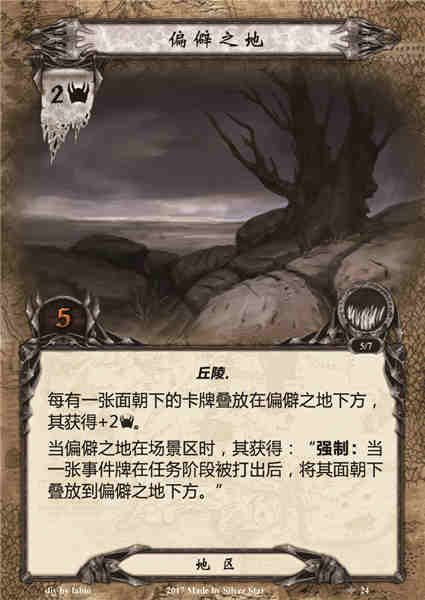 偏僻之地
2
5
5/7
丘陵.
每有一张面朝下的卡牌叠放在偏僻之地下方，
其获得+2。
当偏僻之地在场景区时，其获得：“强制：当
一张事件牌在任务阶段被打出后，将其面朝下
叠放到偏僻之地下方。”
地区
diy by fabio 2017 Made by Silver Star 24